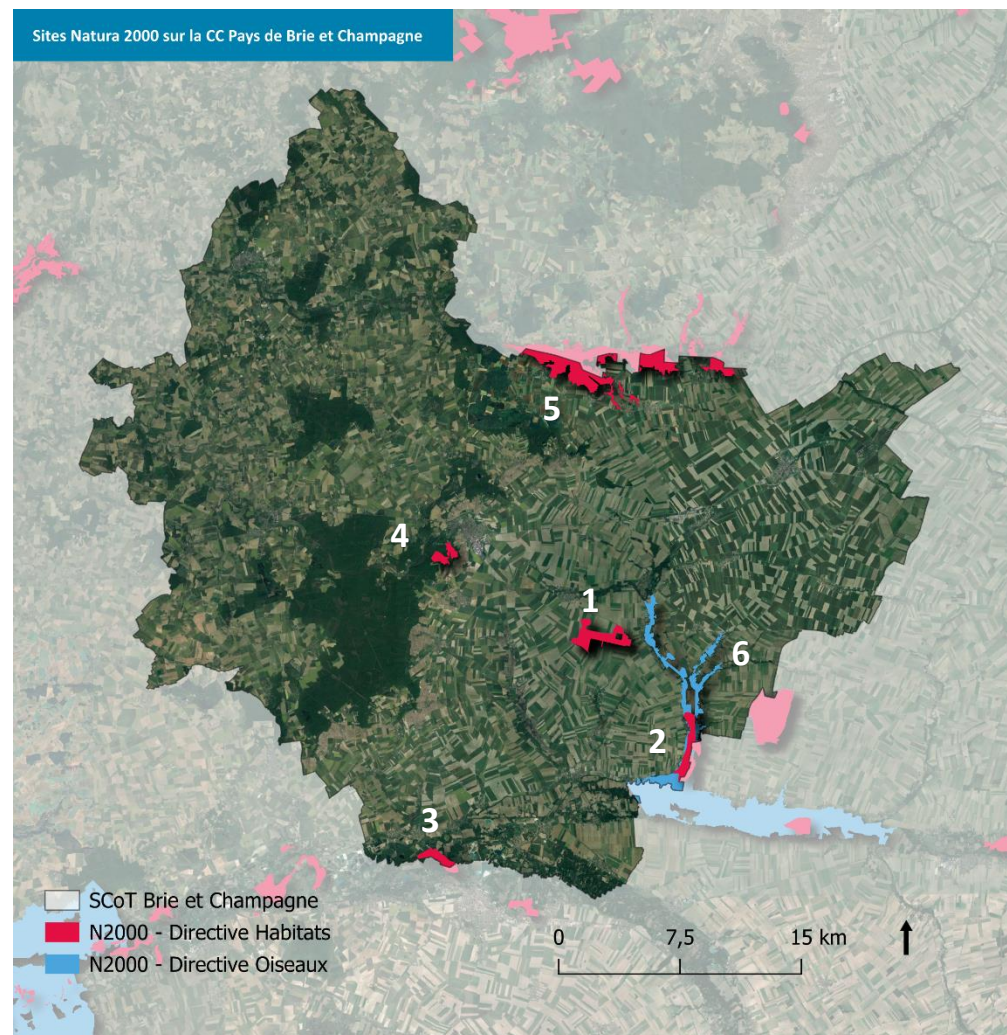 Sites Natura 2000 sur la CC Pays de Brie et Champagne
5
4
1
6
2
3
SCoT Brie et Champagne
N2000 - Directive Habitats
N2000 - Directive Oiseaux
0 7,5 15 km